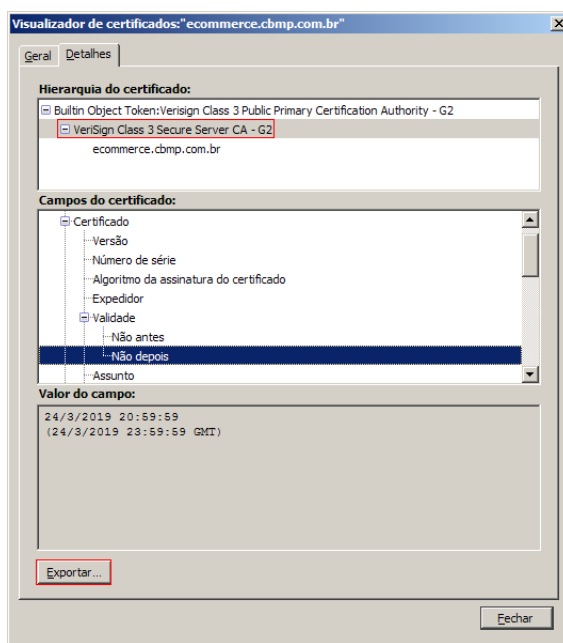 Visualizador de certificados:"ecommerce.cbmp.com.br"
Geral Detalhes
Hierarquia do certificado:
Builtin Object Token:Verisign Class 3 Public Primary Certification Authority - G2
VeriSign Class 3 Secure Server CA - G2
ecommerce.cbmp.com.br
Campos do certificado:
Certificado
Versão
Número de série
Algoritmo da assinatura do certificado
Expedidor
Validade
Não antes
Não depois
Assunto
Valor do campo:
24/3/2019 20:59:59
(24/3/2019 23:59:59 GMT)
Exportar...
Fechar